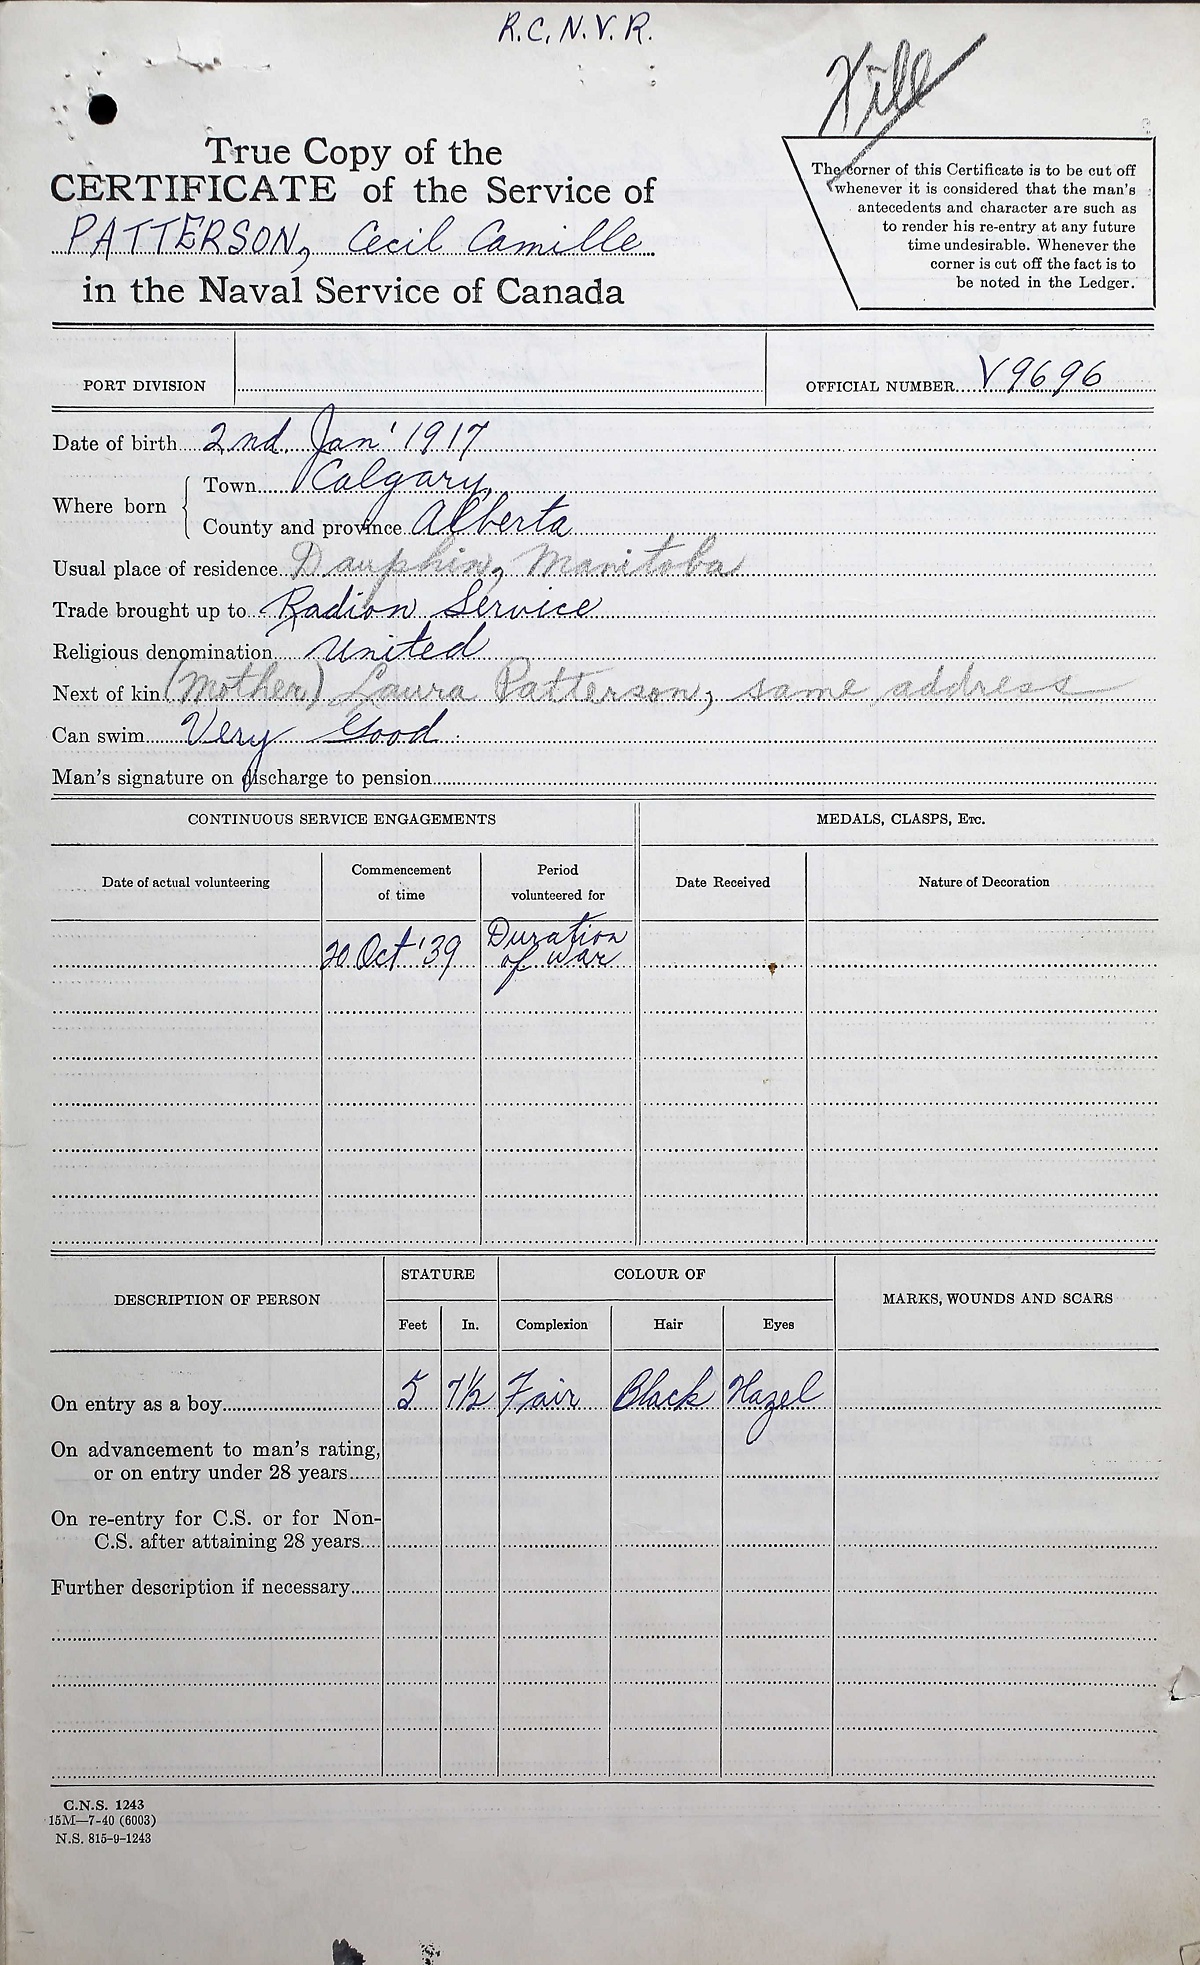 R.C.N.V.R.
True Copy of the
CERTIFICATE of the Service of
PATTERSON, Cecil Camille
in the Naval Service of Canada
The corner of this Certificate is to be cut off
whenever it is considered that the man's
antecedents and character are such as
to render his re-entry at any future
time undesirable. Whenever the
corner is cut off the fact is to
be noted in the Ledger.
PORT DIVISION
OFFICIAL NUMBER V9696
Date of birth 2nd. Jan' 1917
Where born
Town Calgary,
County and province Alberta
Usual place of residence Dauphin, Manitoba
Trade brought up to Radion Service
Religious denomination United
Next of kin (Mother) Laura Patterson, same address
Can swim Very Good.
Man's signature on discharge to pension
CONTINUOUS SERVICE ENGAGEMENTS
MEDALS, CLASPS, Etc.
Date of actual volunteering
Commencement
of time
Period
volunteered for
Date Received
Nature of Decoration
20 Oct '39
Duration
of war
DESCRIPTION OF PERSON
STATURE
COLOUR OF
MARKS, WOUNDS AND SCARS
Feet In. Complexion Hair Eyes
On entry as a boy 5 7½ Fair Black Hazel
On advancement to man's rating,
or on entry under 28 years
On re-entry for C.S. or for Non-
C.S. after attaining 28 years
Further description if necessary
C.N.S. 1243
15M—7-40 (6003)
N.S. 815-9-1243